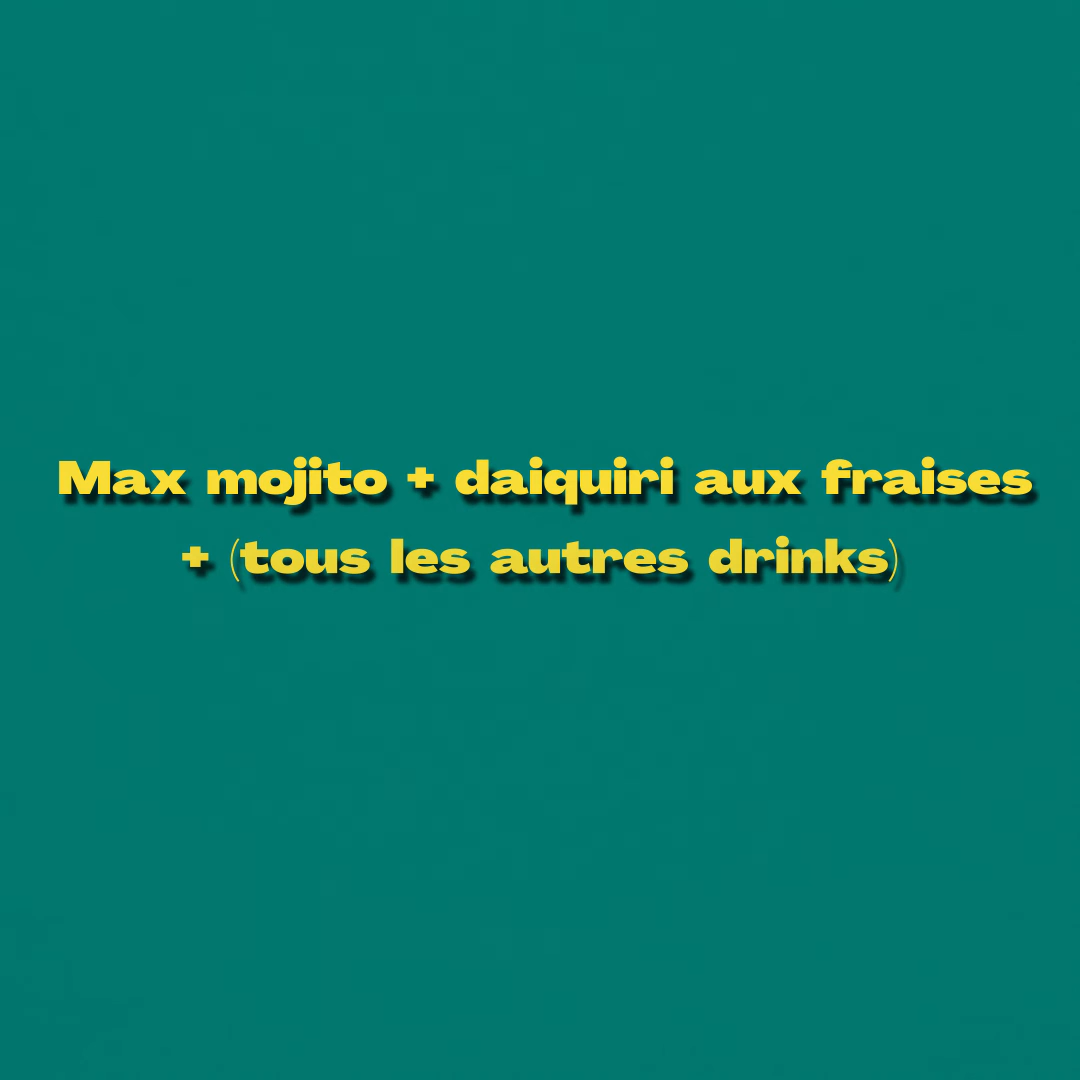 Max mojito + daiquiri aux fraises
+ (tous les autres drinks)